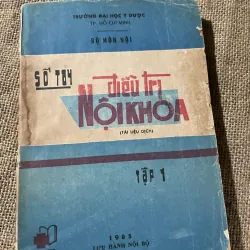 TRƯỜNG ĐẠI HỌC Y DƯỢC
TP. HỒ CHÍ MINH
BỘ MÔN NỘI
SỔ TAY
điều trị
NỘI KHOA
(TÀI LIỆU DỊCH)
TẬP 1
1983
LƯU HÀNH NỘI BỘ